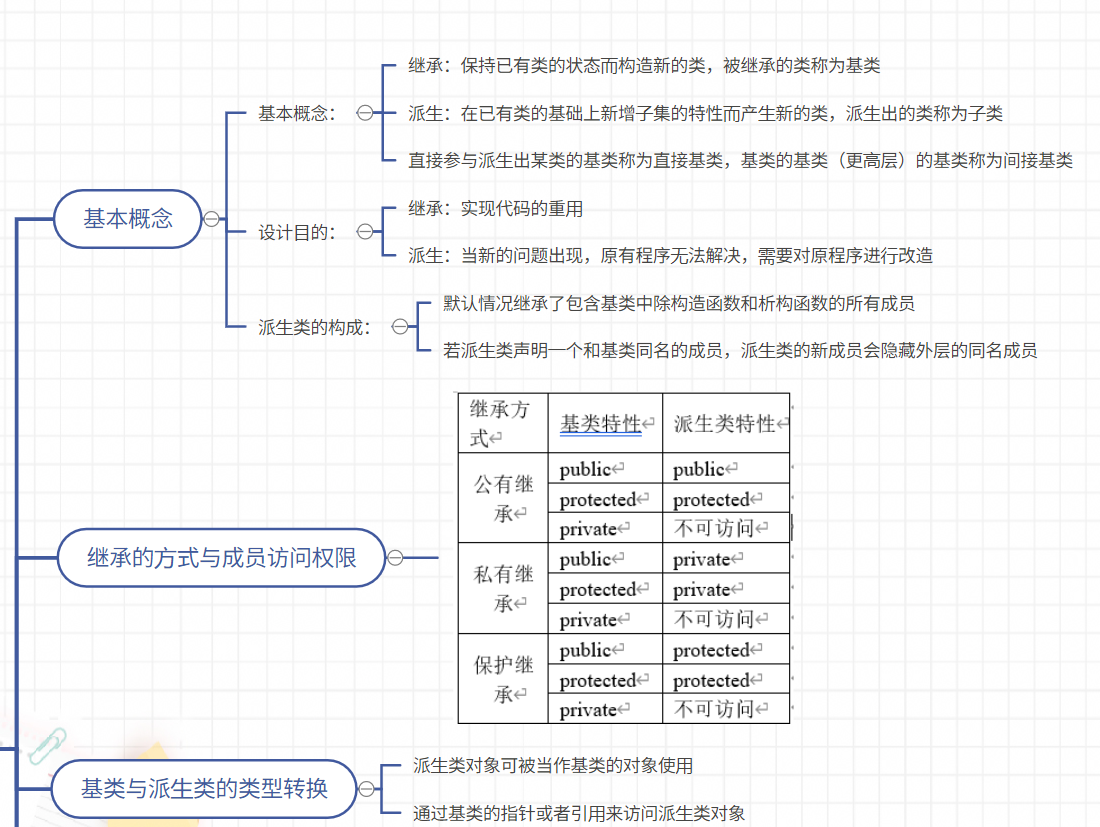 继承：保持已有类的状态而构造新的类，被继承的类称为基类
基本概念：
派生：在已有类的基础上新增子集的特性而产生新的类，派生出的类称为子类
直接参与派生出某类的基类称为直接基类，基类的基类（更高层）的基类称为间接基类
基本概念
继承：实现代码的重用
设计目的：
派生：当新的问题出现，原有程序无法解决，需要对原程序进行改造
默认情况继承了包含基类中除构造函数和析构函数的所有成员
派生类的构成：
若派生类声明一个和基类同名的成员，派生类的新成员会隐藏外层的同名成员
继承的方式与成员访问权限
继承方
式
基类特性
派生类特性
公有继
承
public
public
protected
protected
private
不可访问
私有继
承
public
private
protected
private
private
不可访问
保护继
承
public
protected
protected
protected
private
不可访问
基类与派生类的类型转换
派生类对象可被当作基类的对象使用
通过基类的指针或者引用来访问派生类对象